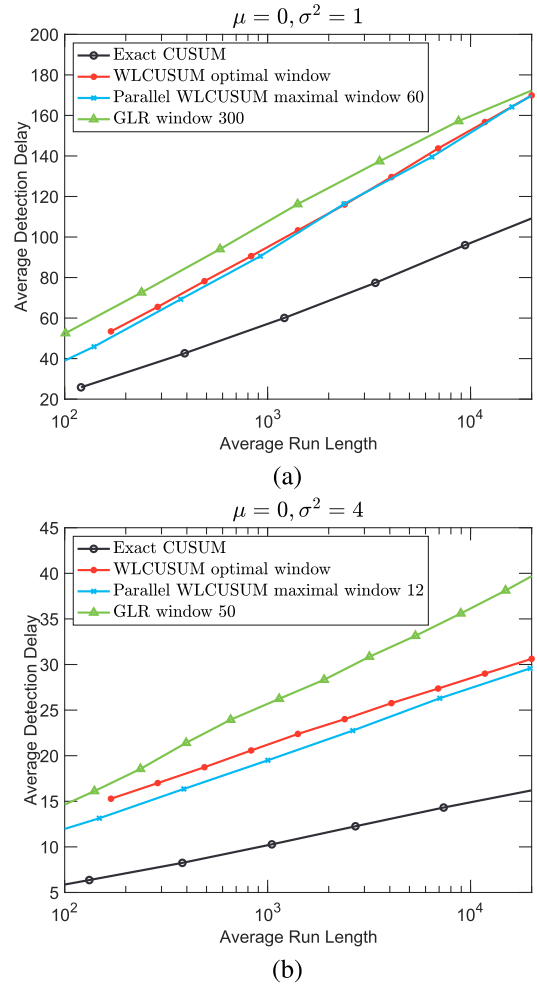 μ = 0, σ² = 1
200
180
160
140
120
100
80
60
40
20
Average Detection Delay
Exact CUSUM
WLCUSUM optimal window
Parallel WLCUSUM maximal window 60
GLR window 300
10² 10³ 10⁴
Average Run Length
(a)
μ = 0, σ² = 4
45
40
35
30
25
20
15
10
5
Average Detection Delay
Exact CUSUM
WLCUSUM optimal window
Parallel WLCUSUM maximal window 12
GLR window 50
10² 10³ 10⁴
Average Run Length
(b)